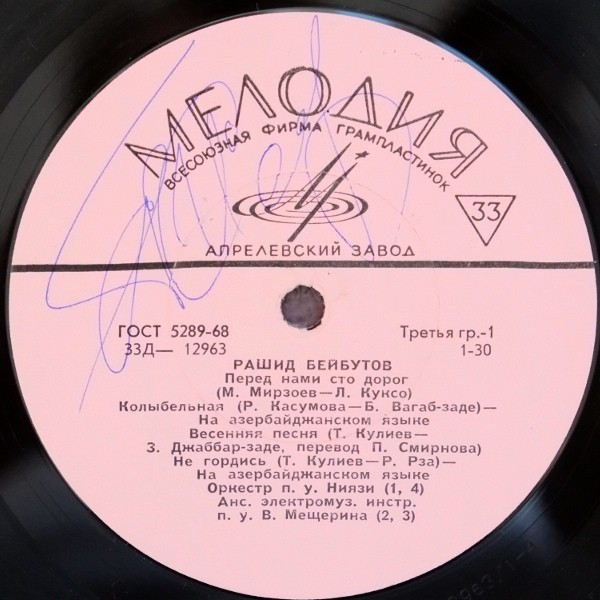 МЕЛОДИЯ
ВСЕСОЮЗНАЯ ФИРМА ГРАМПЛАСТИНОК
33
АПРЕЛЕВСКИЙ ЗАВОД
ГОСТ 5289-68
Третья гр.-1
33Д— 12963
1-30
РАШИД БЕЙБУТОВ
Перед нами сто дорог
(М. Мирзоев—Л. Куксо)
Колыбельная (Р. Касумова—Б. Вагаб-заде)—
На азербайджанском языке
Весенняя песня (Т. Кулиев—
З. Джаббар-заде, перевод П. Смирнова)
Не гордись (Т. Кулиев—Р. Рза)—
На азербайджанском языке
Оркестр п. у. Ниязи (1, 4)
Анс. электромуз. инстр.
п. у. В. Мещерина (2, 3)